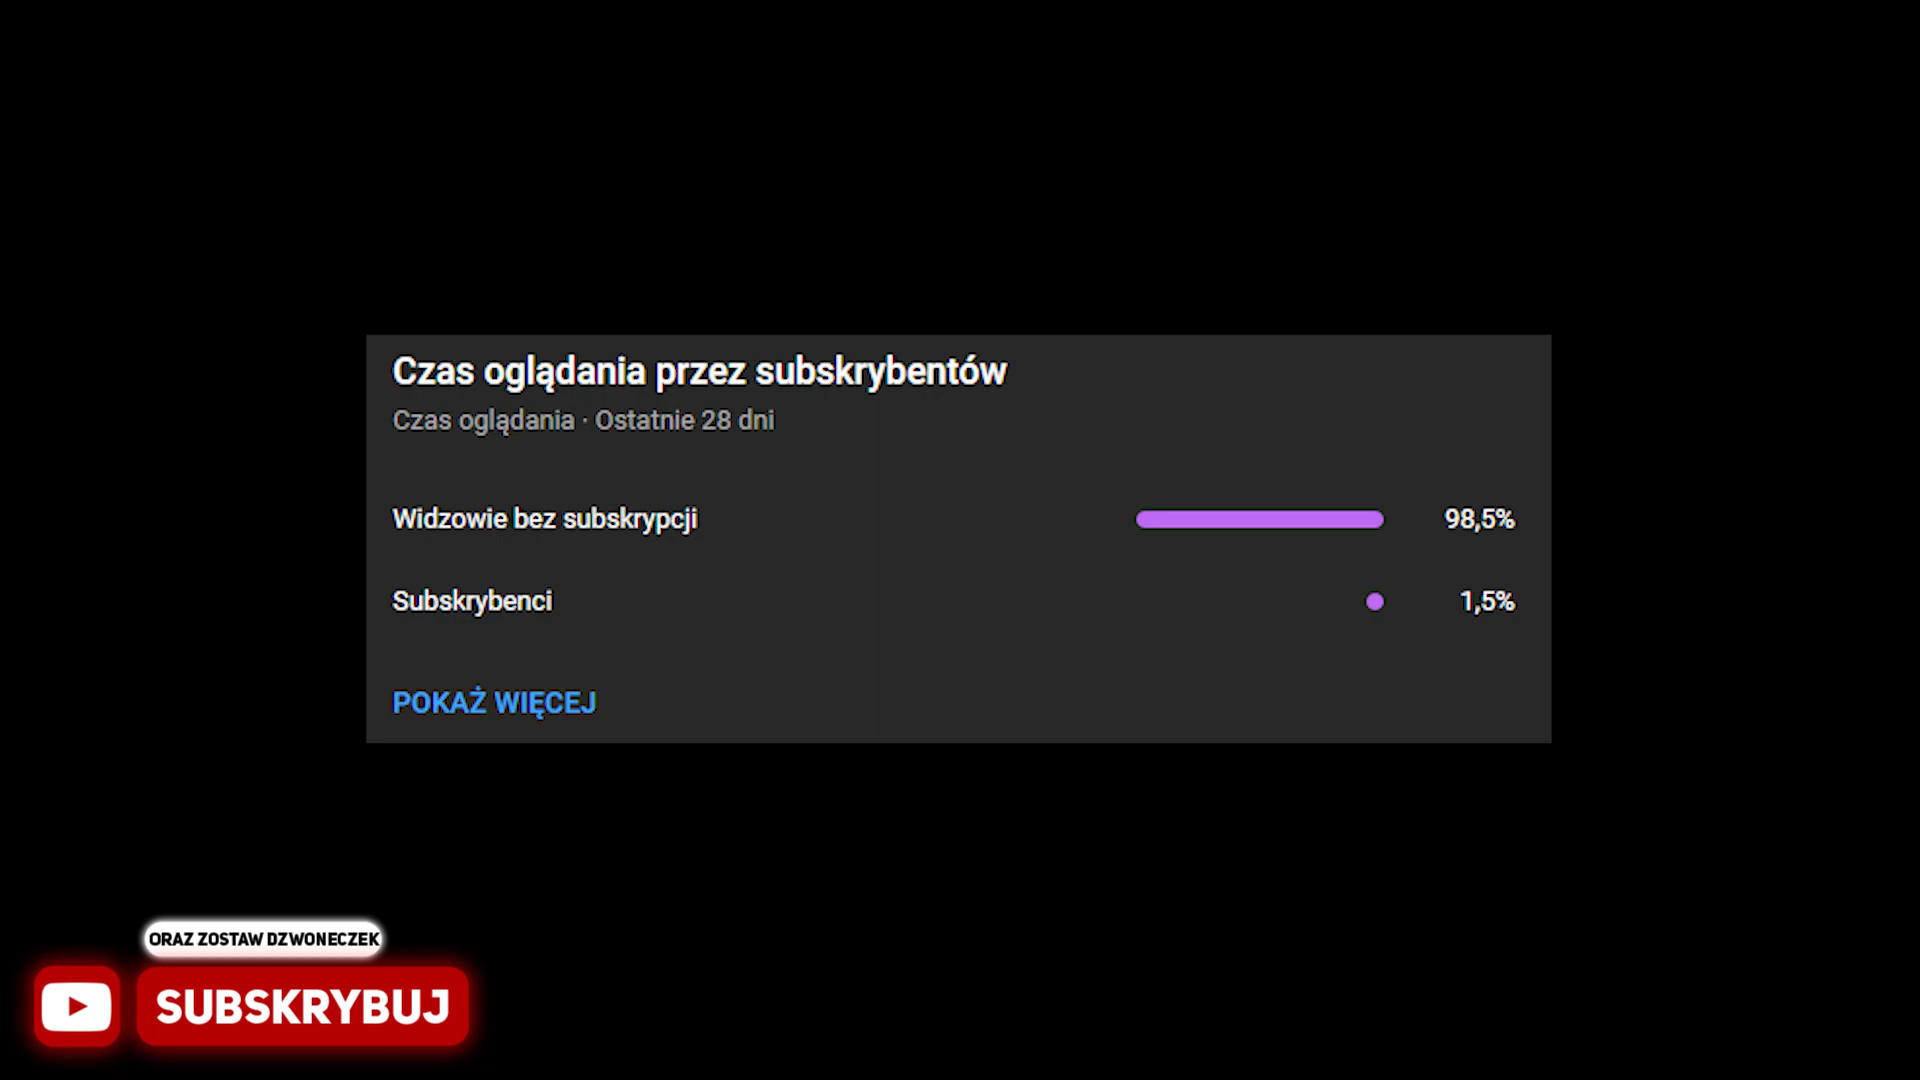 Czas oglądania przez subskrybentów
Czas oglądania · Ostatnie 28 dni
Widzowie bez subskrypcji 98,5%
Subskrybenci 1,5%
POKAŻ WIĘCEJ
ORAZ ZOSTAW DZWONECZEK
SUBSKRYBUJ